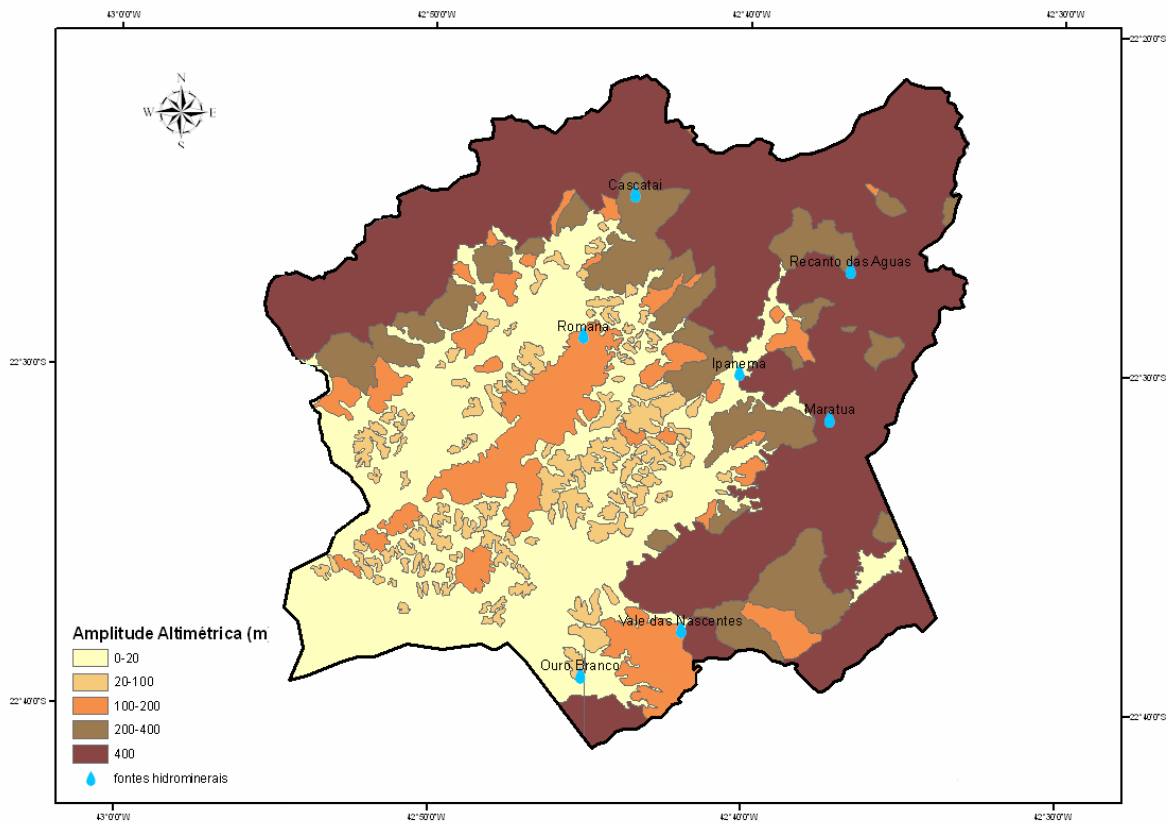 43°0'0"W 42°50'0"W 42°40'0"W 42°30'0"W
22°20'0"S
N
W E
S
Cascatai
Recanto das Aguas
Romana
22°30'0"S
Ipanema
22°30'0"S
Maratua
Vale das Nascentes
Ouro Branco
Amplitude Altimétrica (m
0-20
20-100
100-200
200-400
400
fontes hidrominerais
22°40'0"S
22°40'0"S
43°0'0"W 42°50'0"W 42°40'0"W 42°30'0"W